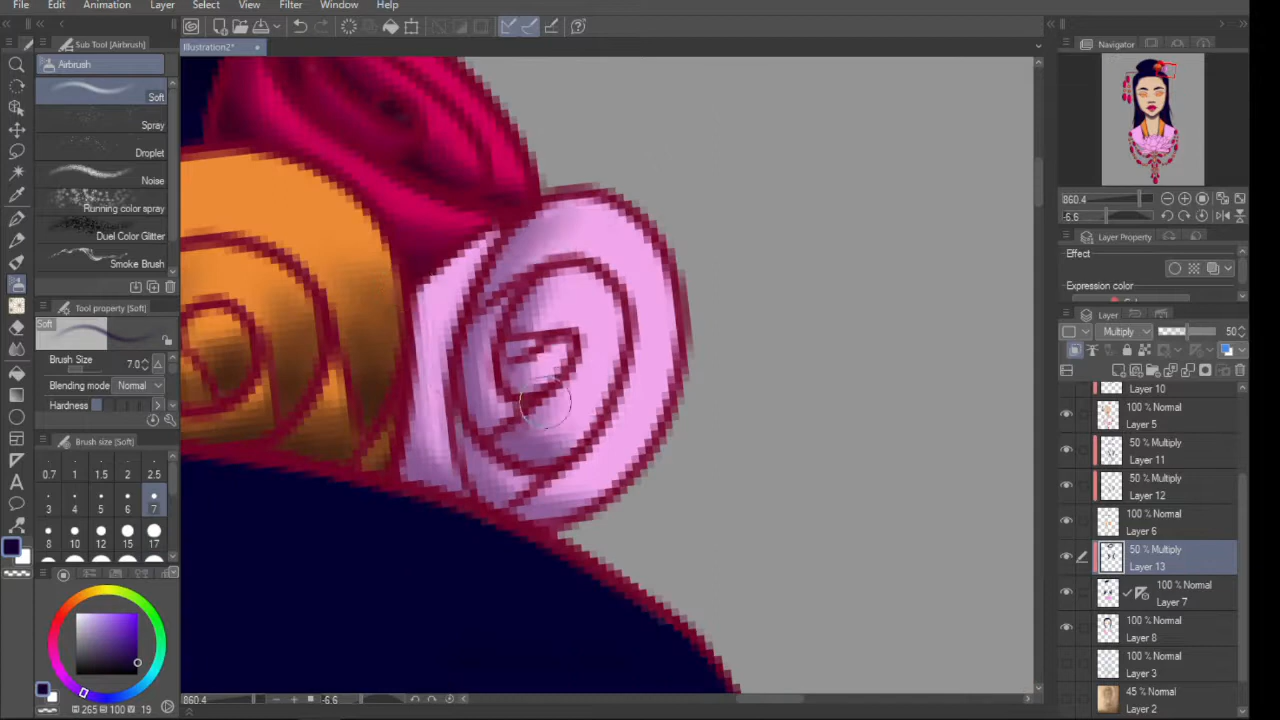 File Edit Animation Layer Select View Filter Window Help
Illustration2*
Sub Tool [Airbrush]
Airbrush
Soft
Spray
Droplet
Noise
Running color spray
Duel Color Glitter
Smoke Brush
Tool property [Soft]
Soft
Brush Size 7.0
Blending mode Normal
Hardness
Brush size [Soft]
0.7 1 1.5 2 2.5
3 4 5 6 7
8 10 12 15 17
265 100 19
860.4 -6.6
Navigator
860.4
-6.6
Layer Property
Effect
Expression color
Layer
Multiply 50
Layer 10
100 % Normal
Layer 5
50 % Multiply
Layer 11
50 % Multiply
Layer 12
100 % Normal
Layer 6
50 % Multiply
Layer 13
100 % Normal
Layer 7
100 % Normal
Layer 8
100 % Normal
Layer 3
45 % Normal
Layer 2